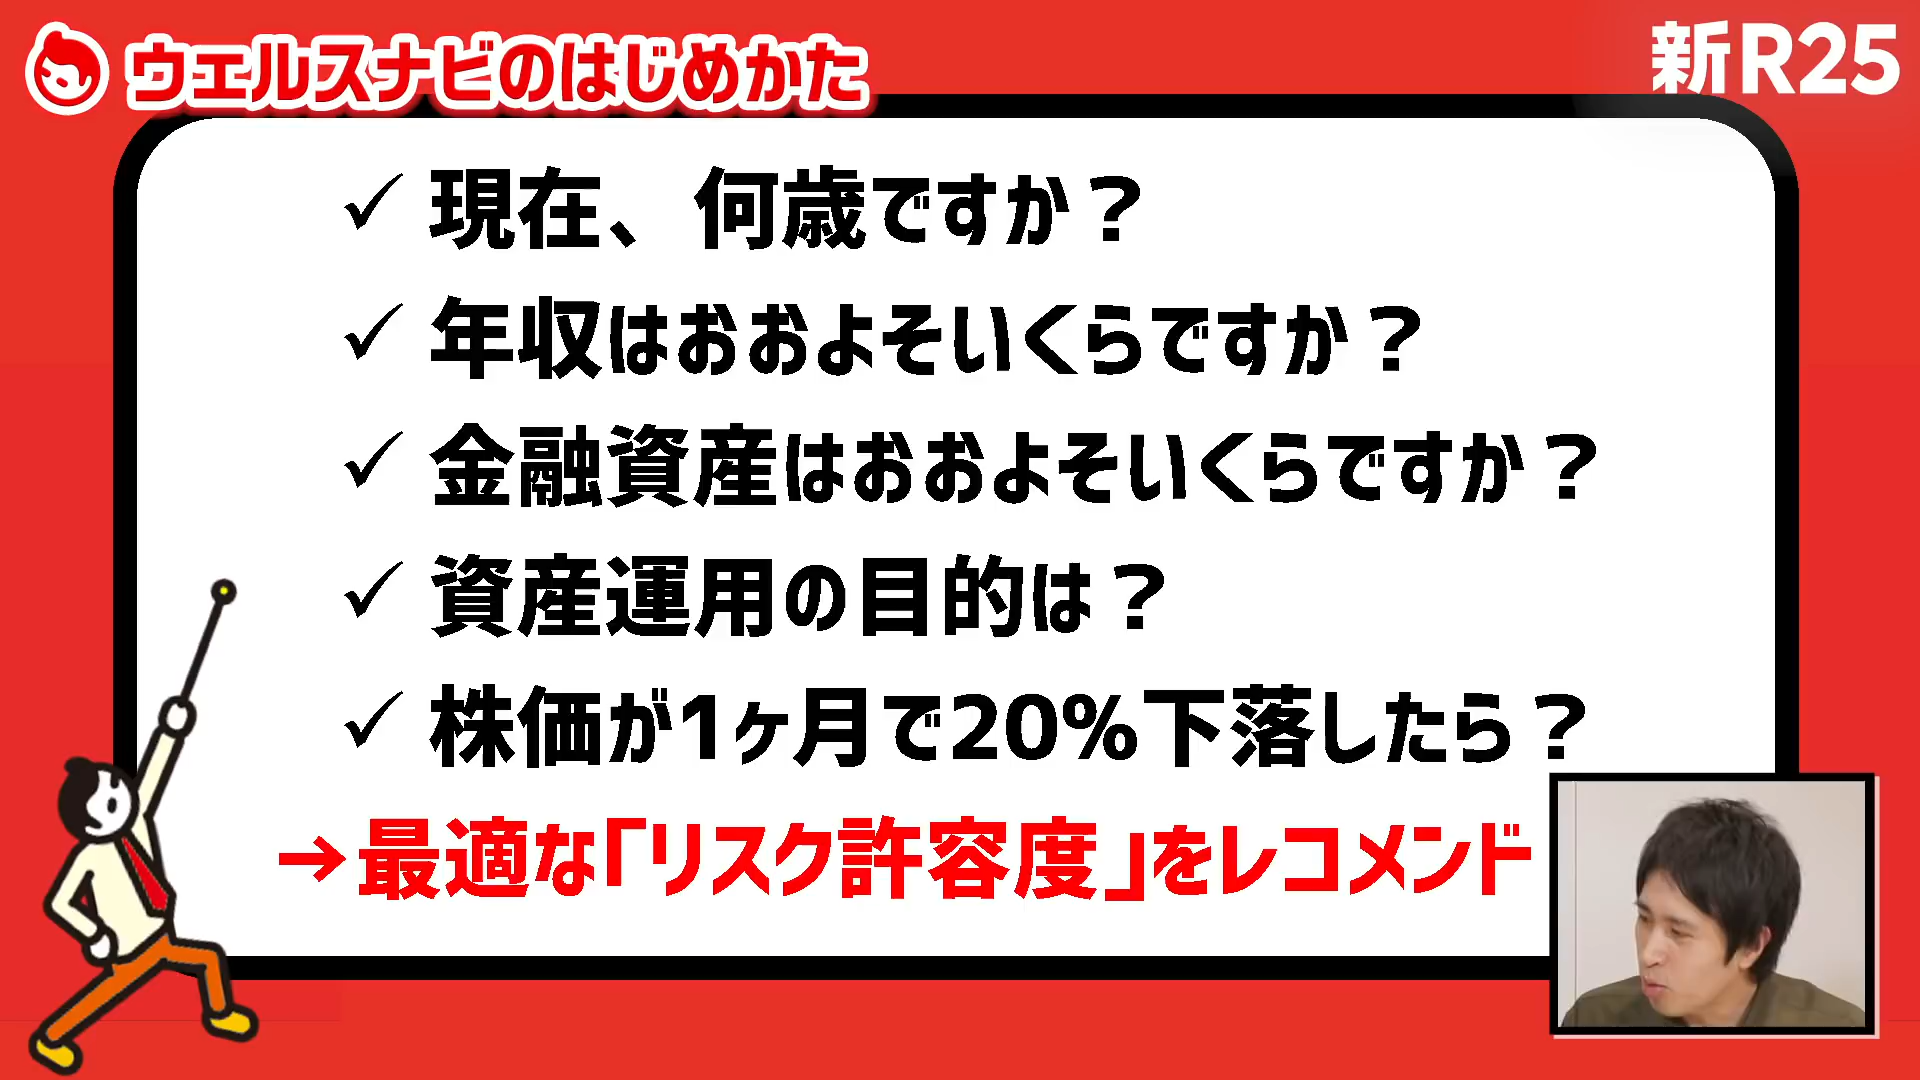 ウェルスナビのはじめかた
新R25
✓ 現在、何歳ですか？
✓ 年収はおおよそいくらですか？
✓ 金融資産はおおよそいくらですか？
✓ 資産運用の目的は？
✓ 株価が1ヶ月で20%下落したら？
→最適な「リスク許容度」をレコメンド